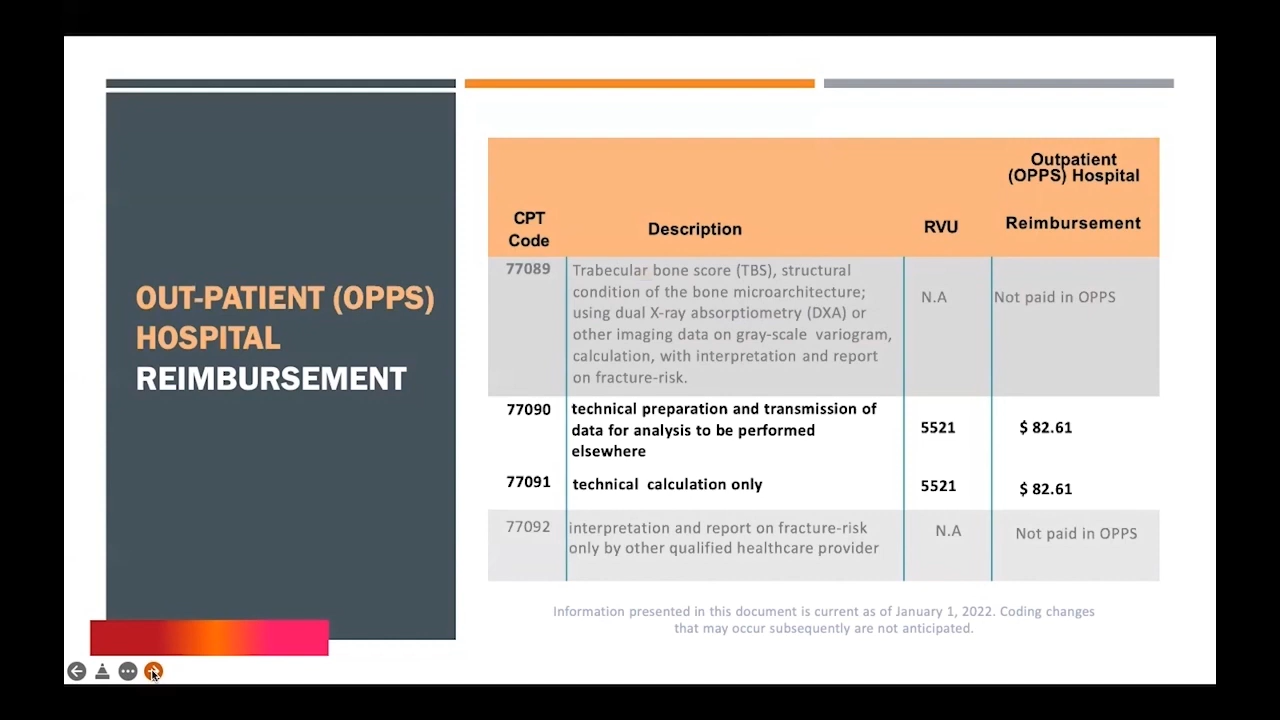 OUT-PATIENT (OPPS)
HOSPITAL
REIMBURSEMENT
CPT
Code
Description
RVU
Outpatient
(OPPS) Hospital
Reimbursement
77089
Trabecular bone score (TBS), structural
condition of the bone microarchitecture;
using dual X-ray absorptiometry (DXA) or
other imaging data on gray-scale variogram,
calculation, with interpretation and report
on fracture-risk.
N.A
Not paid in OPPS
77090
technical preparation and transmission of
data for analysis to be performed
elsewhere
5521
$ 82.61
77091
technical calculation only
5521
$ 82.61
77092
interpretation and report on fracture-risk
only by other qualified healthcare provider
N.A
Not paid in OPPS
Information presented in this document is current as of January 1, 2022. Coding changes
that may occur subsequently are not anticipated.